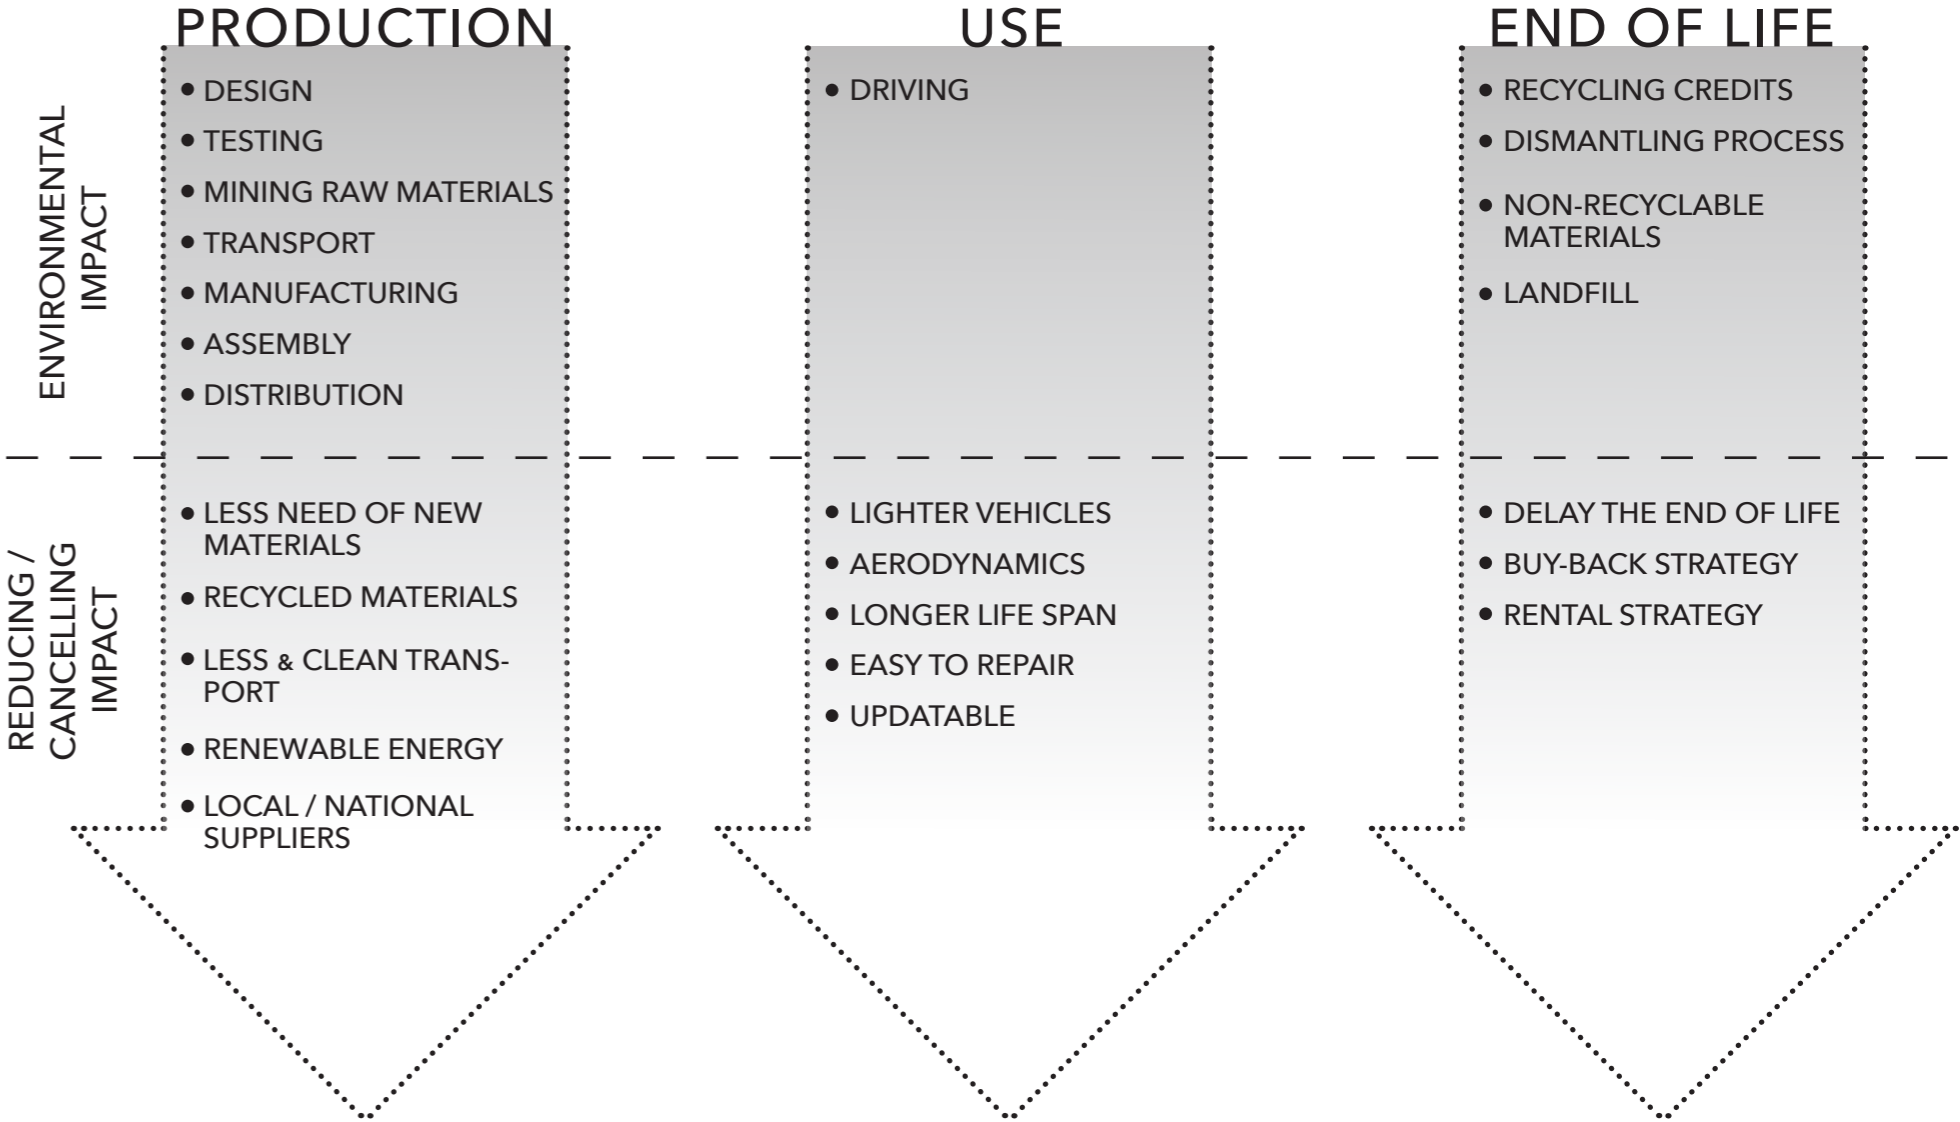 PRODUCTION
USE
END OF LIFE
ENVIRONMENTAL
IMPACT
• DESIGN
• TESTING
• MINING RAW MATERIALS
• TRANSPORT
• MANUFACTURING
• ASSEMBLY
• DISTRIBUTION
• DRIVING
• RECYCLING CREDITS
• DISMANTLING PROCESS
• NON-RECYCLABLE
MATERIALS
• LANDFILL
REDUCING /
CANCELLING
IMPACT
• LESS NEED OF NEW
MATERIALS
• RECYCLED MATERIALS
• LESS & CLEAN TRANS-
PORT
• RENEWABLE ENERGY
• LOCAL / NATIONAL
SUPPLIERS
• LIGHTER VEHICLES
• AERODYNAMICS
• LONGER LIFE SPAN
• EASY TO REPAIR
• UPDATABLE
• DELAY THE END OF LIFE
• BUY-BACK STRATEGY
• RENTAL STRATEGY